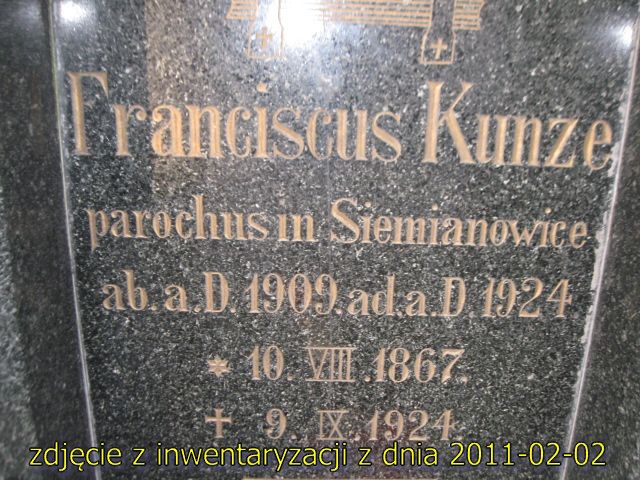 Franciscus Kunze
parochus in Siemianowice
ab. a. D. 1909. ad. a. D. 1924
* 10. VIII. 1867.
† 9. IX. 1924.
zdjęcie z inwentaryzacji z dnia 2011-02-02